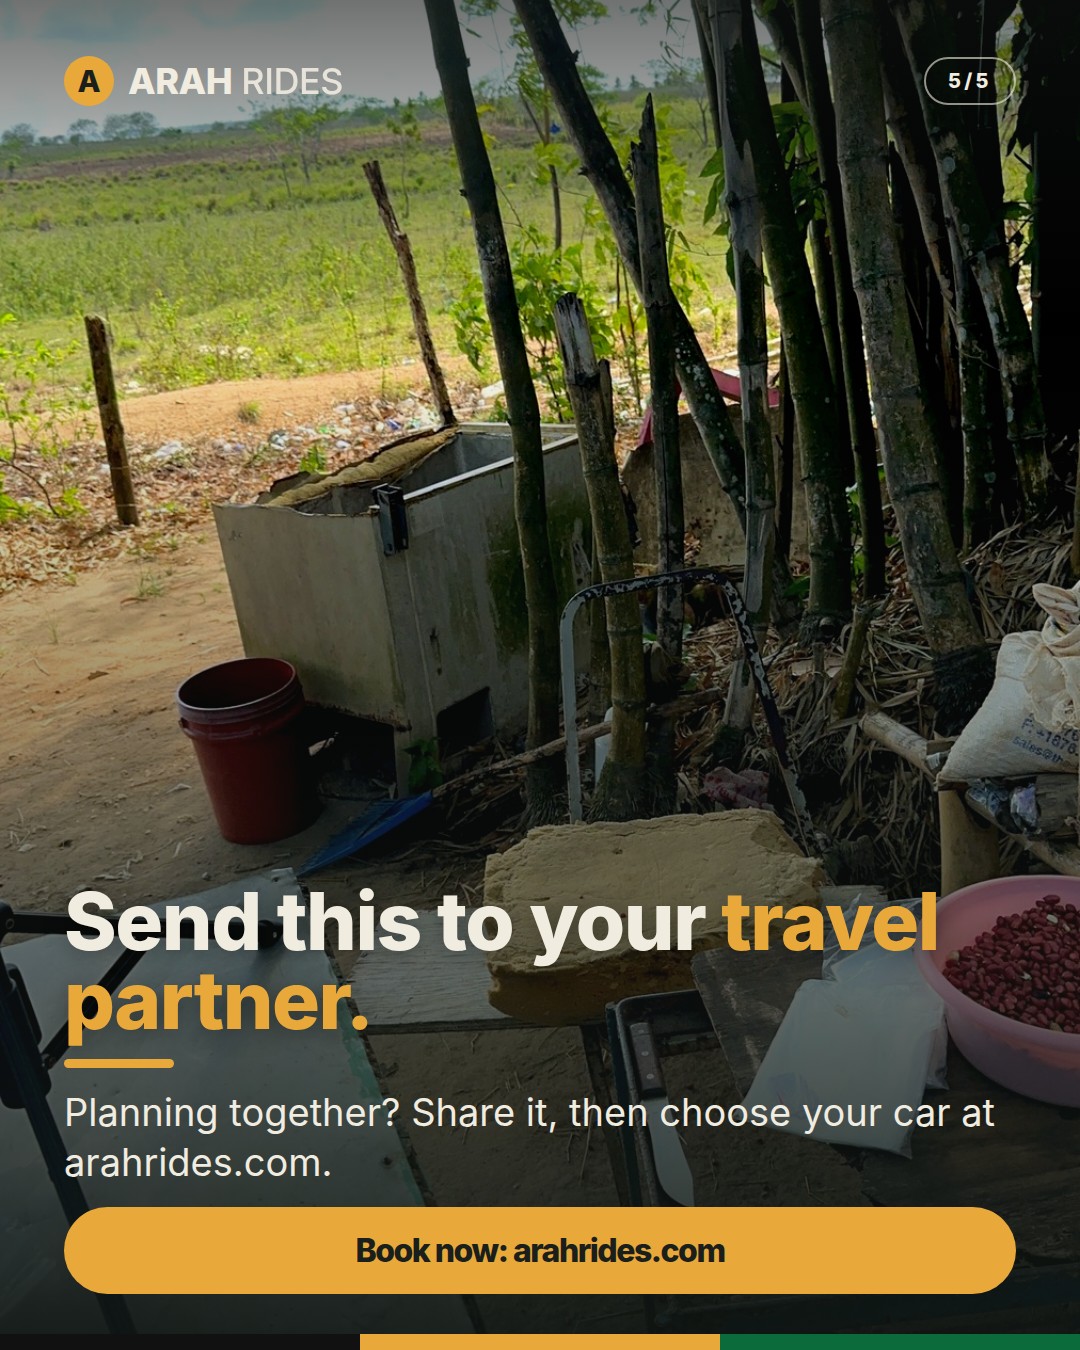 A ARAH RIDES
5/5
Send this to your travel
partner.
Planning together? Share it, then choose your car at
arahrides.com.
Book now: arahrides.com